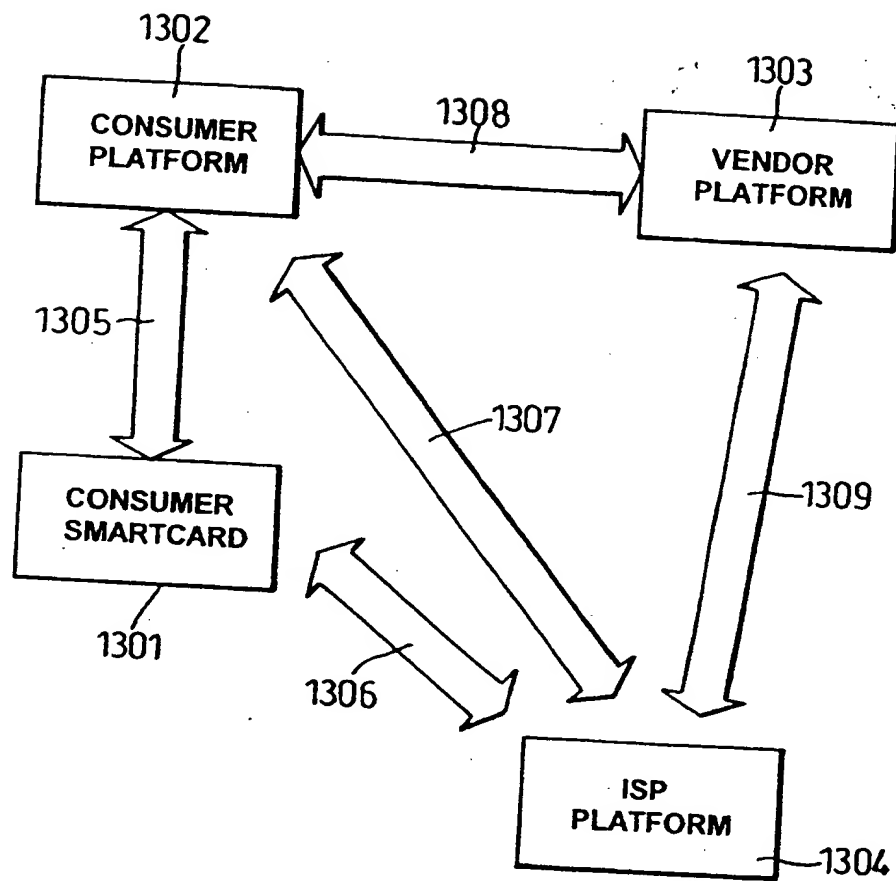 1302
CONSUMER
PLATFORM
1308
1303
VENDOR
PLATFORM
1305
1307
1309
CONSUMER
SMARTCARD
1301
1306
ISP
PLATFORM
1304